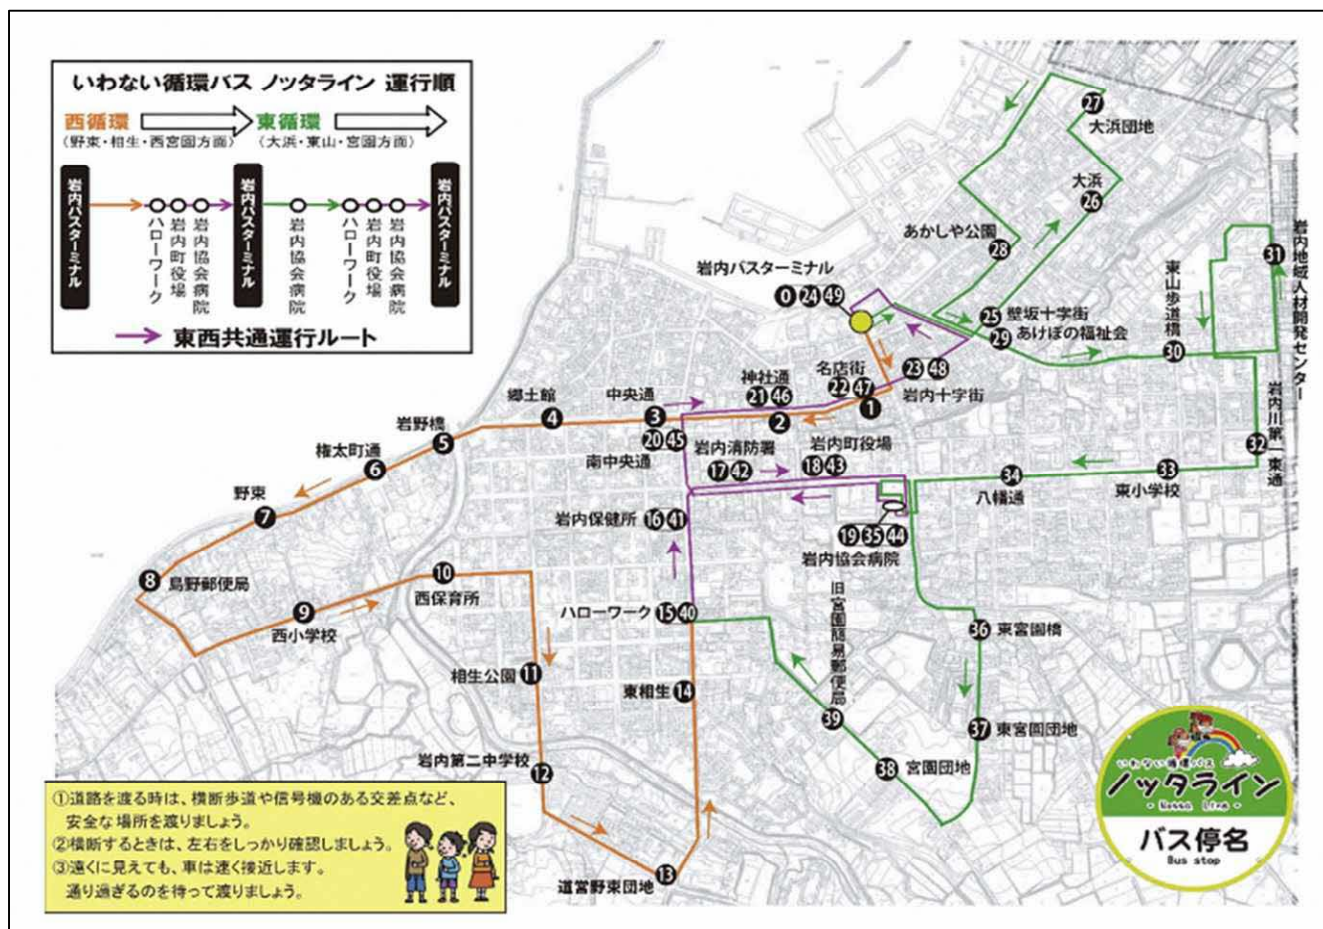 いわない循環バス ノッタライン 運行順
西循環
東循環
(野東・相生・西宮園方面)
(大浜・東山・宮園方面)
岩内バスターミナル
ハローワーク
岩内町役場
岩内協会病院
岩内バスターミナル
岩内協会病院
ハローワーク
岩内町役場
岩内協会病院
岩内バスターミナル
東西共通運行ルート
27
大浜団地
大浜
26
あかしや公園
28
岩内バスターミナル
0 24 49
25 壁坂十字街
29 あけぼの福祉会
東山歩道橋
30
31
岩内地域人材開発センター
岩内川第一東通
32
名店街
22 47
23 48
1 岩内十字街
神社通
21 46
2
中央通
3
郷土館
4
岩野橋
5
権太町通
6
野束
7
8 島野郵便局
9
西小学校
10
西保育所
相生公園 11
岩内第二中学校
12
13
道営野束団地
東相生 14
ハローワーク 15 40
岩内保健所 16 41
20 45
南中央通
岩内消防署
17 42
岩内町役場
18 43
19 35 44
岩内協会病院
34
八幡通
33
東小学校
36 東宮園橋
37 東宮園団地
38 宮園団地
旧宮園簡易郵便局
39
①道路を渡る時は、横断歩道や信号機のある交差点など、
安全な場所を渡りましょう。
②横断するときは、左右をしっかり確認しましょう。
③遠くに見えても、車は速く接近します。
通り過ぎるのを待って渡りましょう。
いわない循環バス
ノッタライン
- Nossa Line -
バス停名
Bus stop